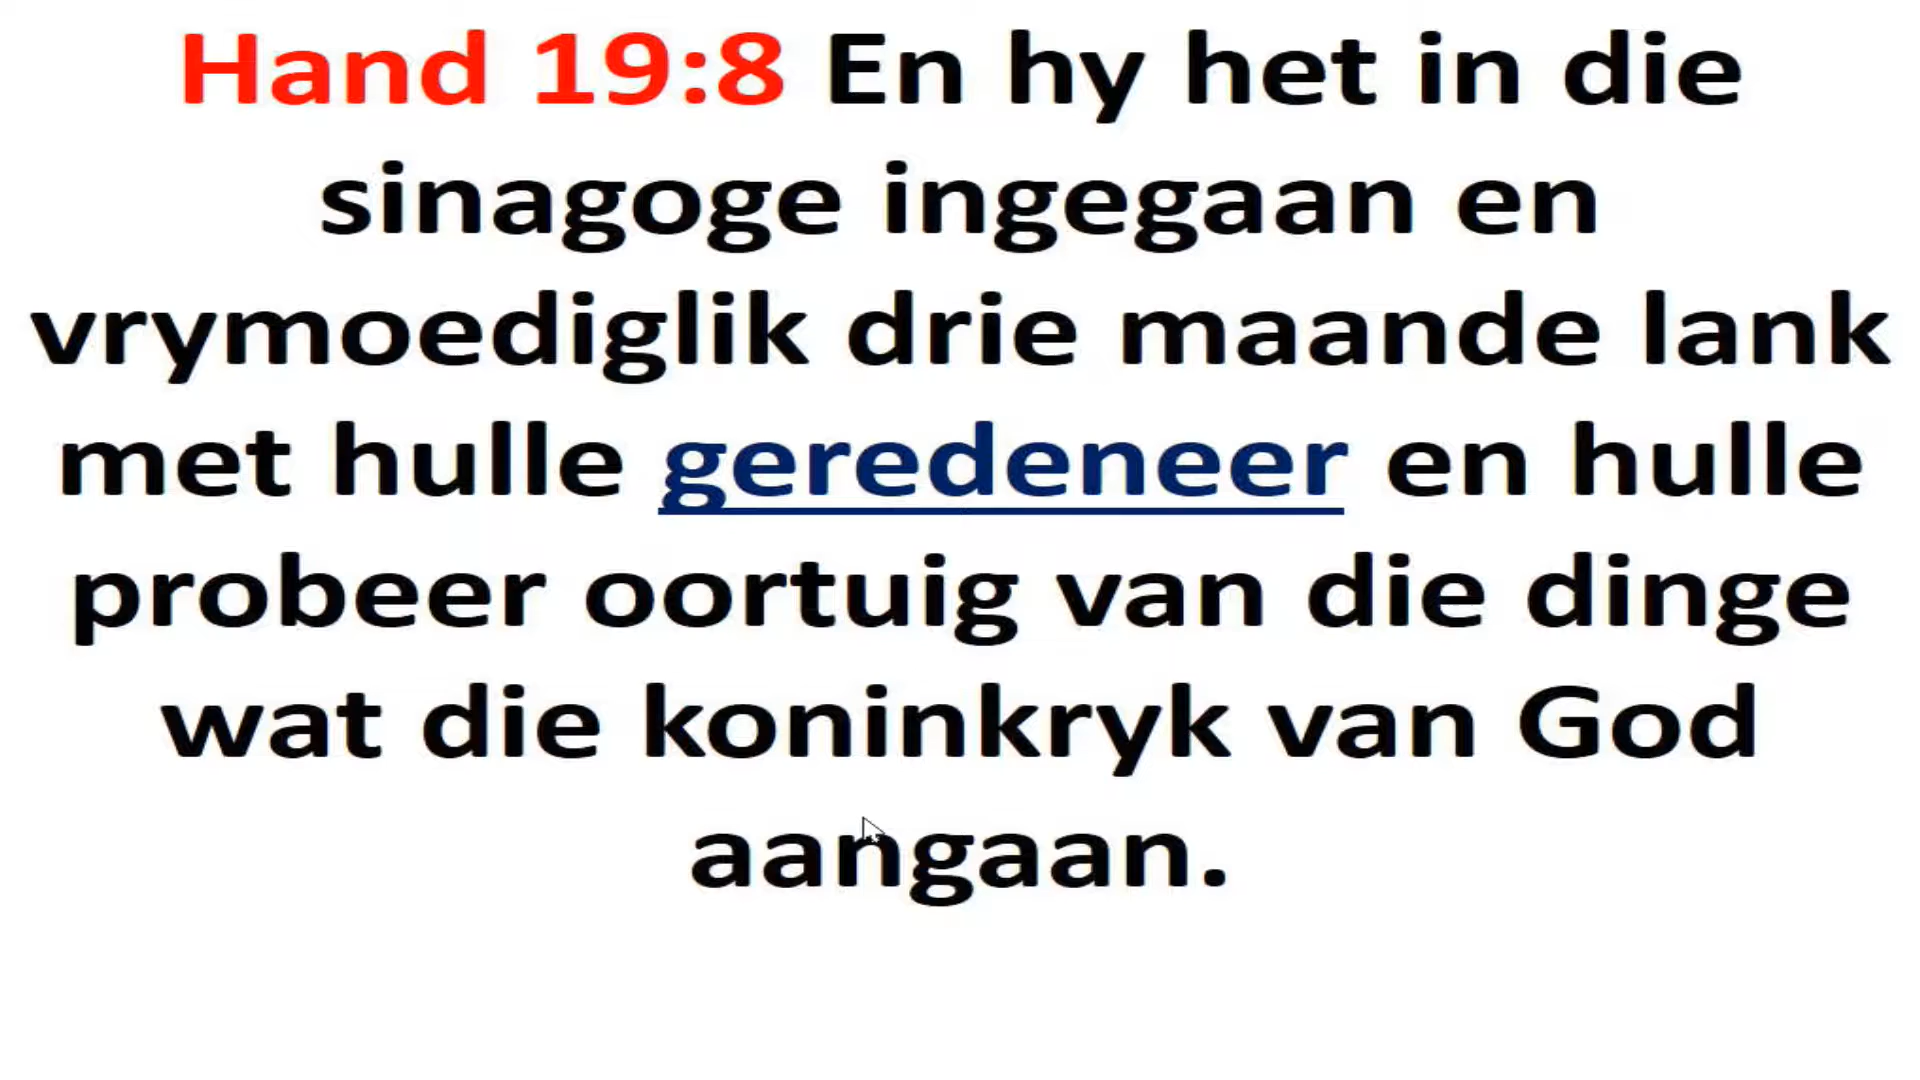 Hand 19:8 En hy het in die
sinagoge ingegaan en
vrymoediglik drie maande lank
met hulle geredeneer en hulle
probeer oortuig van die dinge
wat die koninkryk van God
aangaan.